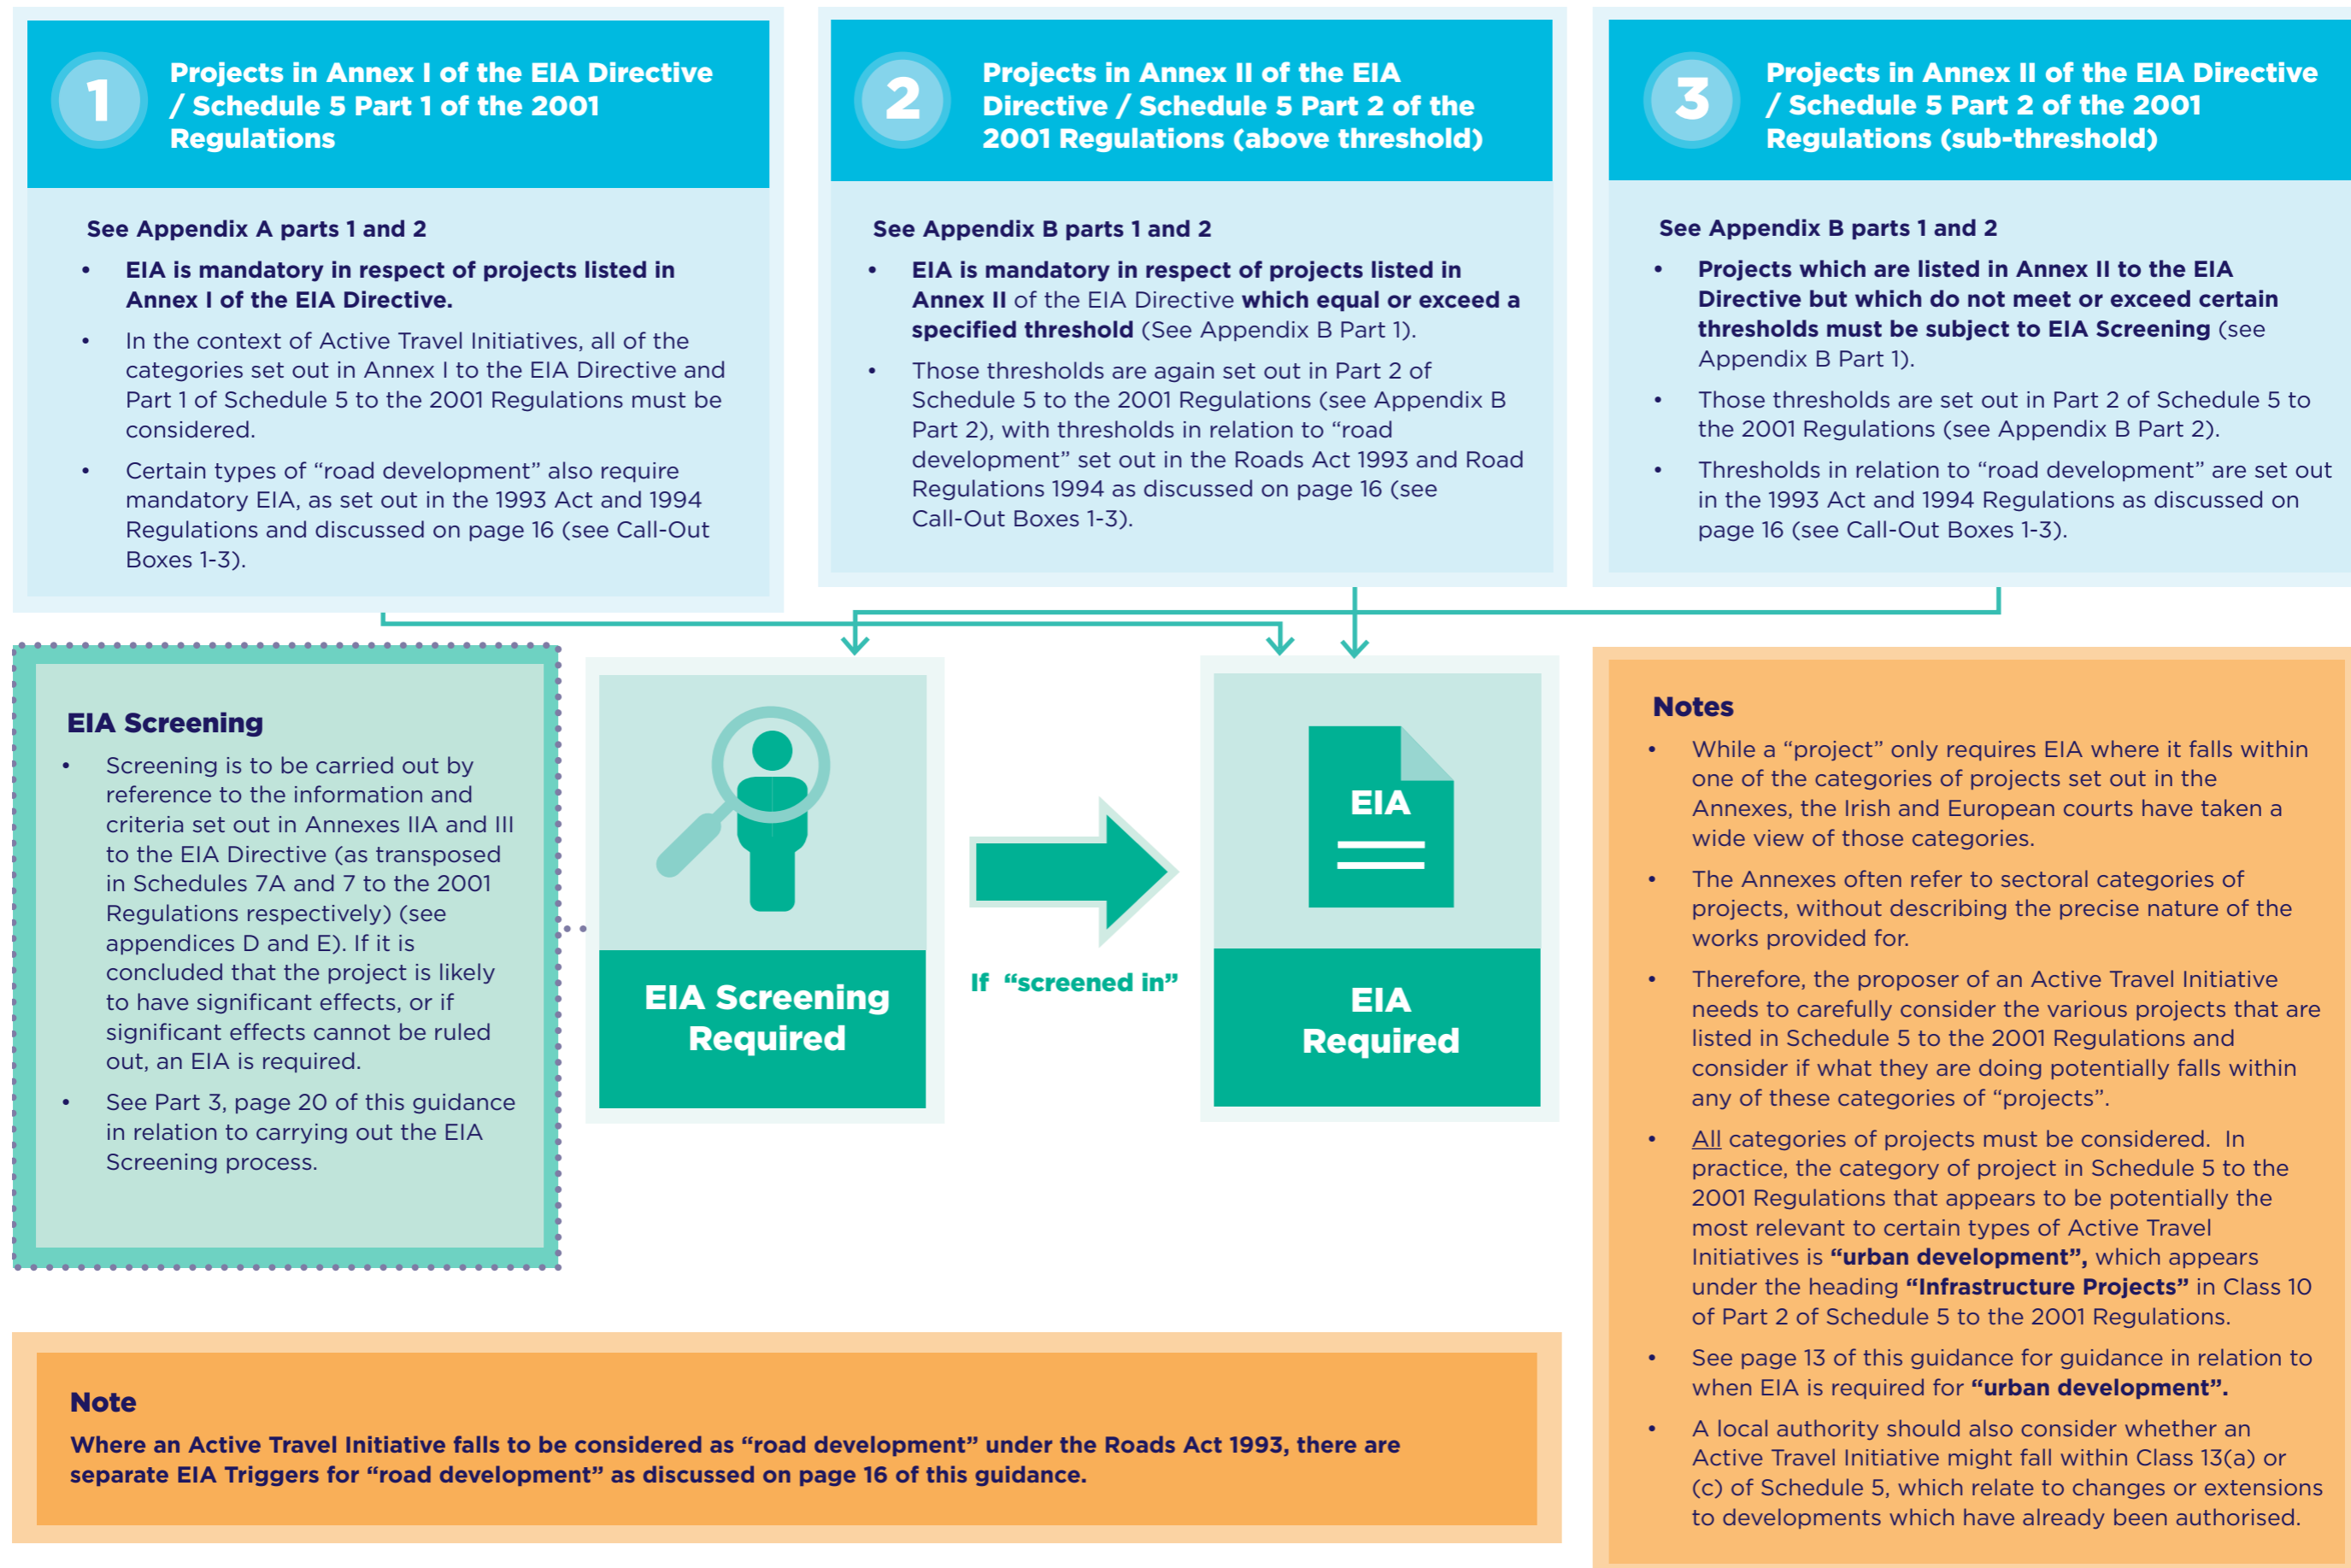 1
Projects in Annex I of the EIA Directive
/ Schedule 5 Part 1 of the 2001
Regulations
See Appendix A parts 1 and 2
• EIA is mandatory in respect of projects listed in
Annex I of the EIA Directive.
• In the context of Active Travel Initiatives, all of the
categories set out in Annex I to the EIA Directive and
Part 1 of Schedule 5 to the 2001 Regulations must be
considered.
• Certain types of “road development” also require
mandatory EIA, as set out in the 1993 Act and 1994
Regulations and discussed on page 16 (see Call-Out
Boxes 1-3).
2
Projects in Annex II of the EIA
Directive / Schedule 5 Part 2 of the
2001 Regulations (above threshold)
See Appendix B parts 1 and 2
• EIA is mandatory in respect of projects listed in
Annex II of the EIA Directive which equal or exceed a
specified threshold (See Appendix B Part 1).
• Those thresholds are again set out in Part 2 of
Schedule 5 to the 2001 Regulations (see Appendix B
Part 2), with thresholds in relation to “road
development” set out in the Roads Act 1993 and Road
Regulations 1994 as discussed on page 16 (see
Call-Out Boxes 1-3).
3
Projects in Annex II of the EIA Directive
/ Schedule 5 Part 2 of the 2001
Regulations (sub-threshold)
See Appendix B parts 1 and 2
• Projects which are listed in Annex II to the EIA
Directive but which do not meet or exceed certain
thresholds must be subject to EIA Screening (see
Appendix B Part 1).
• Those thresholds are set out in Part 2 of Schedule 5 to
the 2001 Regulations (see Appendix B Part 2).
• Thresholds in relation to “road development” are set out
in the 1993 Act and 1994 Regulations as discussed on
page 16 (see Call-Out Boxes 1-3).
EIA Screening
• Screening is to be carried out by
reference to the information and
criteria set out in Annexes IIA and III
to the EIA Directive (as transposed
in Schedules 7A and 7 to the 2001
Regulations respectively) (see
appendices D and E). If it is
concluded that the project is likely
to have significant effects, or if
significant effects cannot be ruled
out, an EIA is required.
• See Part 3, page 20 of this guidance
in relation to carrying out the EIA
Screening process.
EIA Screening
Required
If “screened in”
EIA
EIA
Required
Notes
• While a “project” only requires EIA where it falls within
one of the categories of projects set out in the
Annexes, the Irish and European courts have taken a
wide view of those categories.
• The Annexes often refer to sectoral categories of
projects, without describing the precise nature of the
works provided for.
• Therefore, the proposer of an Active Travel Initiative
needs to carefully consider the various projects that are
listed in Schedule 5 to the 2001 Regulations and
consider if what they are doing potentially falls within
any of these categories of “projects”.
• All categories of projects must be considered. In
practice, the category of project in Schedule 5 to the
2001 Regulations that appears to be potentially the
most relevant to certain types of Active Travel
Initiatives is “urban development”, which appears
under the heading “Infrastructure Projects” in Class 10
of Part 2 of Schedule 5 to the 2001 Regulations.
• See page 13 of this guidance for guidance in relation to
when EIA is required for “urban development”.
• A local authority should also consider whether an
Active Travel Initiative might fall within Class 13(a) or
(c) of Schedule 5, which relate to changes or extensions
to developments which have already been authorised.
Note
Where an Active Travel Initiative falls to be considered as “road development” under the Roads Act 1993, there are
separate EIA Triggers for “road development” as discussed on page 16 of this guidance.